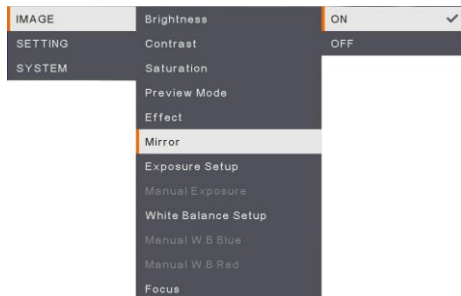 IMAGE
SETTING
SYSTEM
Brightness
Contrast
Saturation
Preview Mode
Effect
Mirror
Exposure Setup
Manual Exposure
White Balance Setup
Manual W.B Blue
Manual W.B Red
Focus
ON
OFF